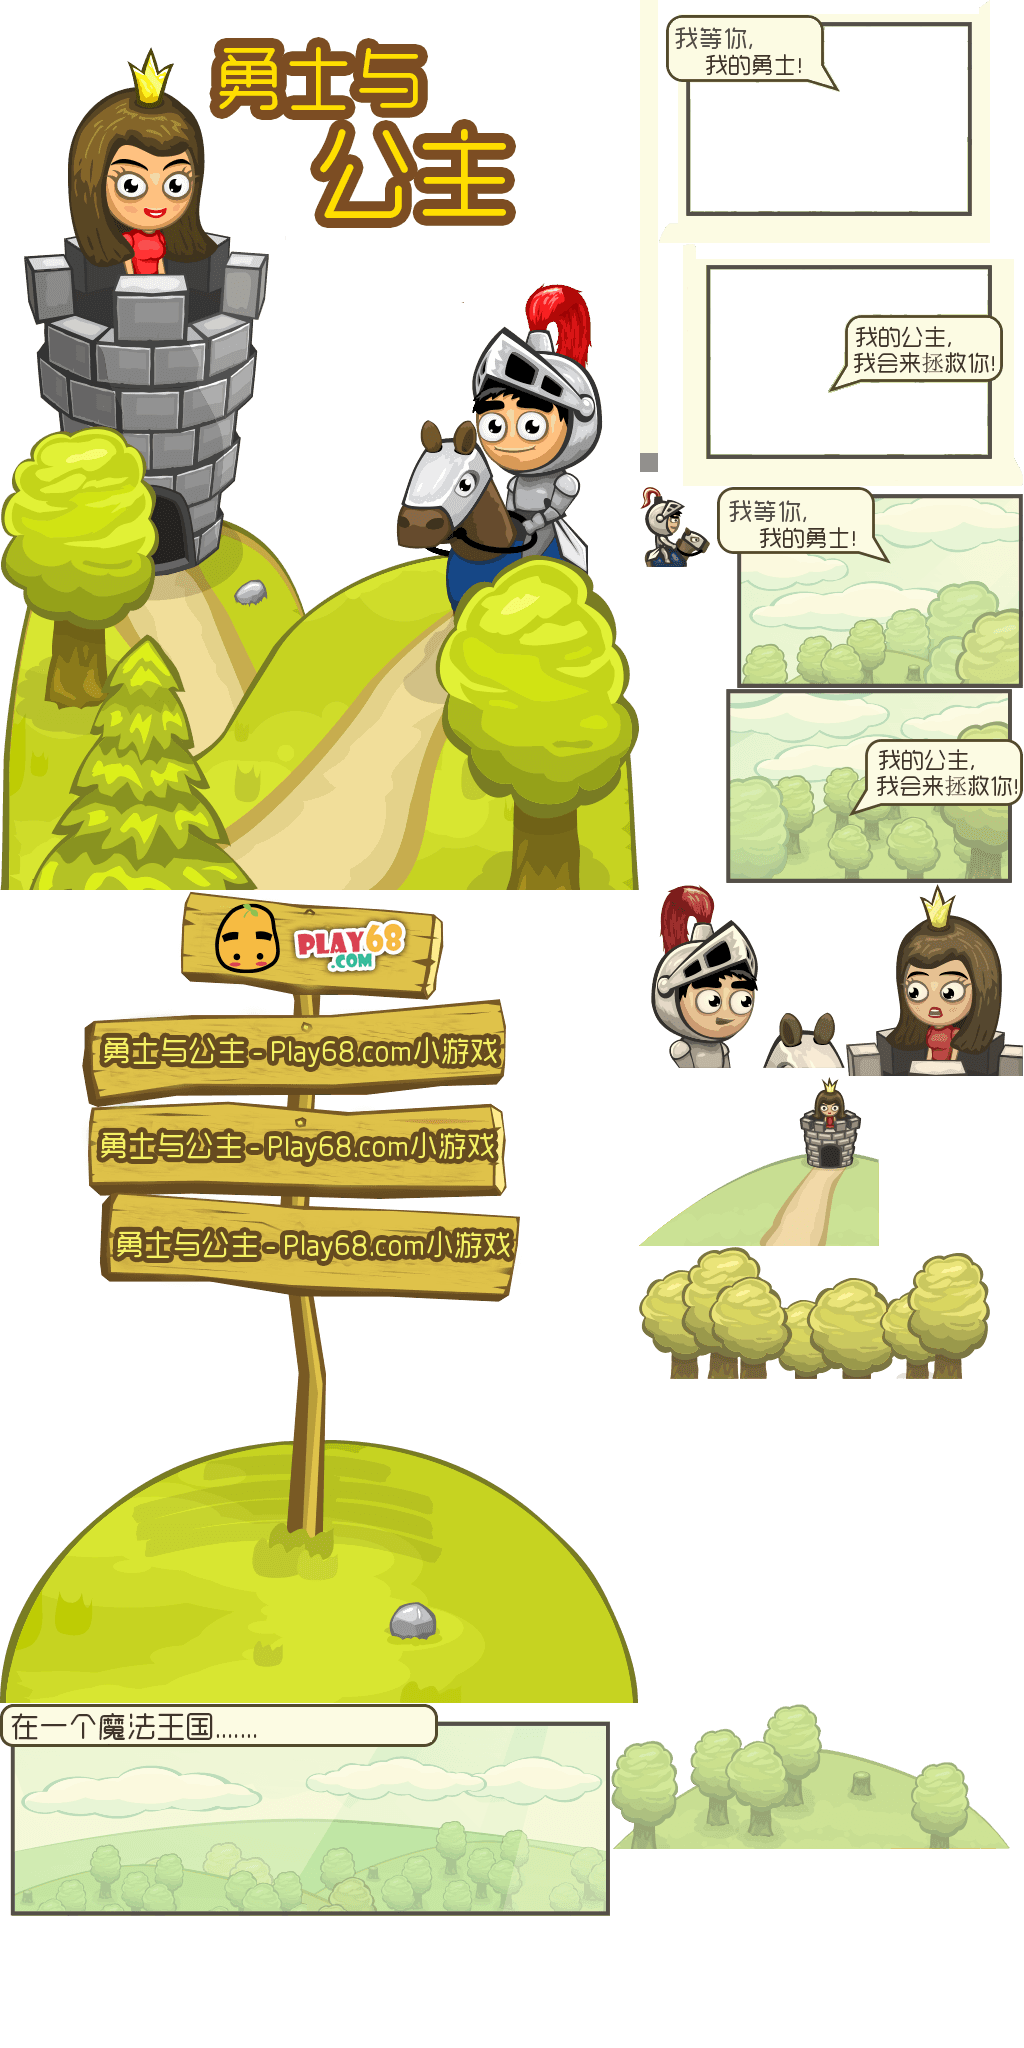 勇士与
公主
我等你,
我的勇士!
我的公主,
我会来拯救你!
我等你,
我的勇士!
我的公主,
我会来拯救你!
PLAY68
.COM
勇士与公主-Play68.com小游戏
勇士与公主-Play68.com小游戏
勇士与公主-Play68.com小游戏
在一个魔法王国.......